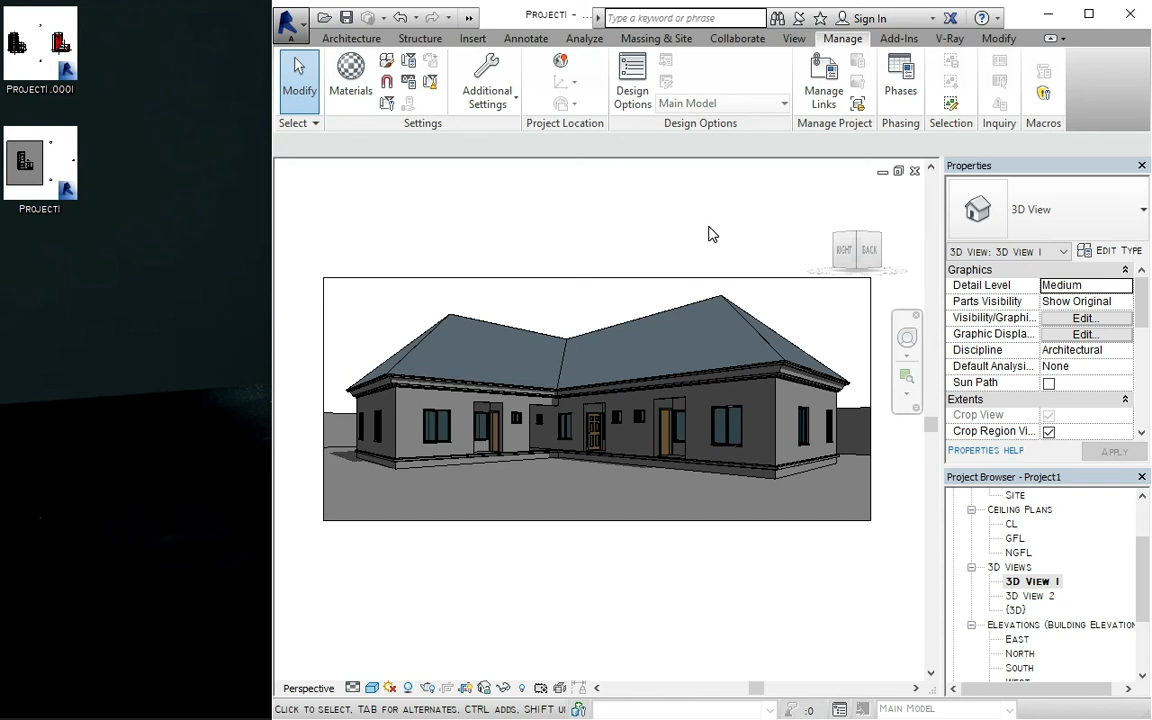 PROJECT1.0001
PROJECT1
A
PROJECT1 - ...
Type a keyword or phrase
Sign In
Architecture Structure Insert Annotate Analyze Massing & Site Collaborate View Manage Add-Ins V-Ray Modify
Modify
Materials
Additional Settings
Design Options
Main Model
Manage Links
Phases
Select
Settings
Project Location
Design Options
Manage Project
Phasing
Selection
Inquiry
Macros
RIGHT BACK
Properties
3D View
3D VIEW: 3D VIEW 1
EDIT TYPE
Graphics
Detail Level Medium
Parts Visibility Show Original
Visibility/Graphi... Edit...
Graphic Displa... Edit...
Discipline Architectural
Default Analysi... None
Sun Path
Extents
Crop View
Crop Region Vi...
PROPERTIES HELP
APPLY
Project Browser - Project1
SITE
CEILING PLANS
CL
GFL
NGFL
3D VIEWS
3D VIEW 1
3D VIEW 2
{3D}
ELEVATIONS (BUILDING ELEVATION
EAST
NORTH
SOUTH
Perspective
CLICK TO SELECT, TAB FOR ALTERNATES, CTRL ADDS, SHIFT U
:0
MAIN MODEL